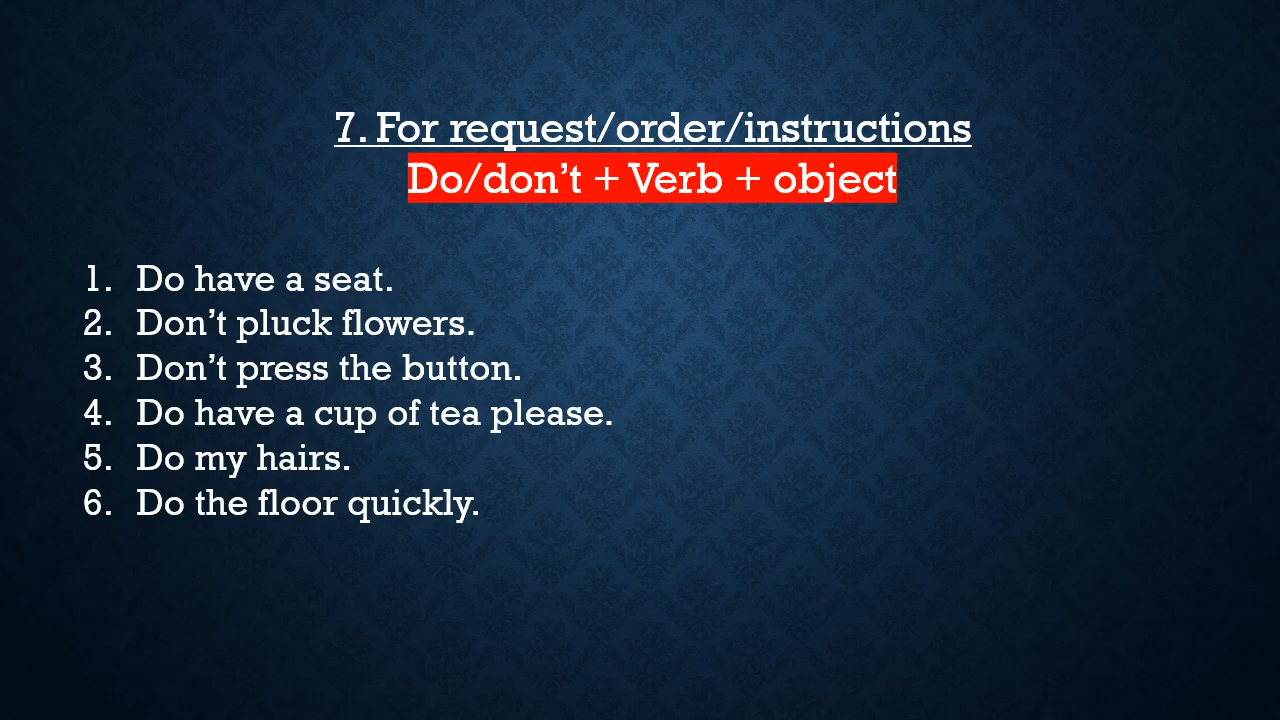 7. For request/order/instructions
Do/don’t + Verb + object
1. Do have a seat.
2. Don’t pluck flowers.
3. Don’t press the button.
4. Do have a cup of tea please.
5. Do my hairs.
6. Do the floor quickly.